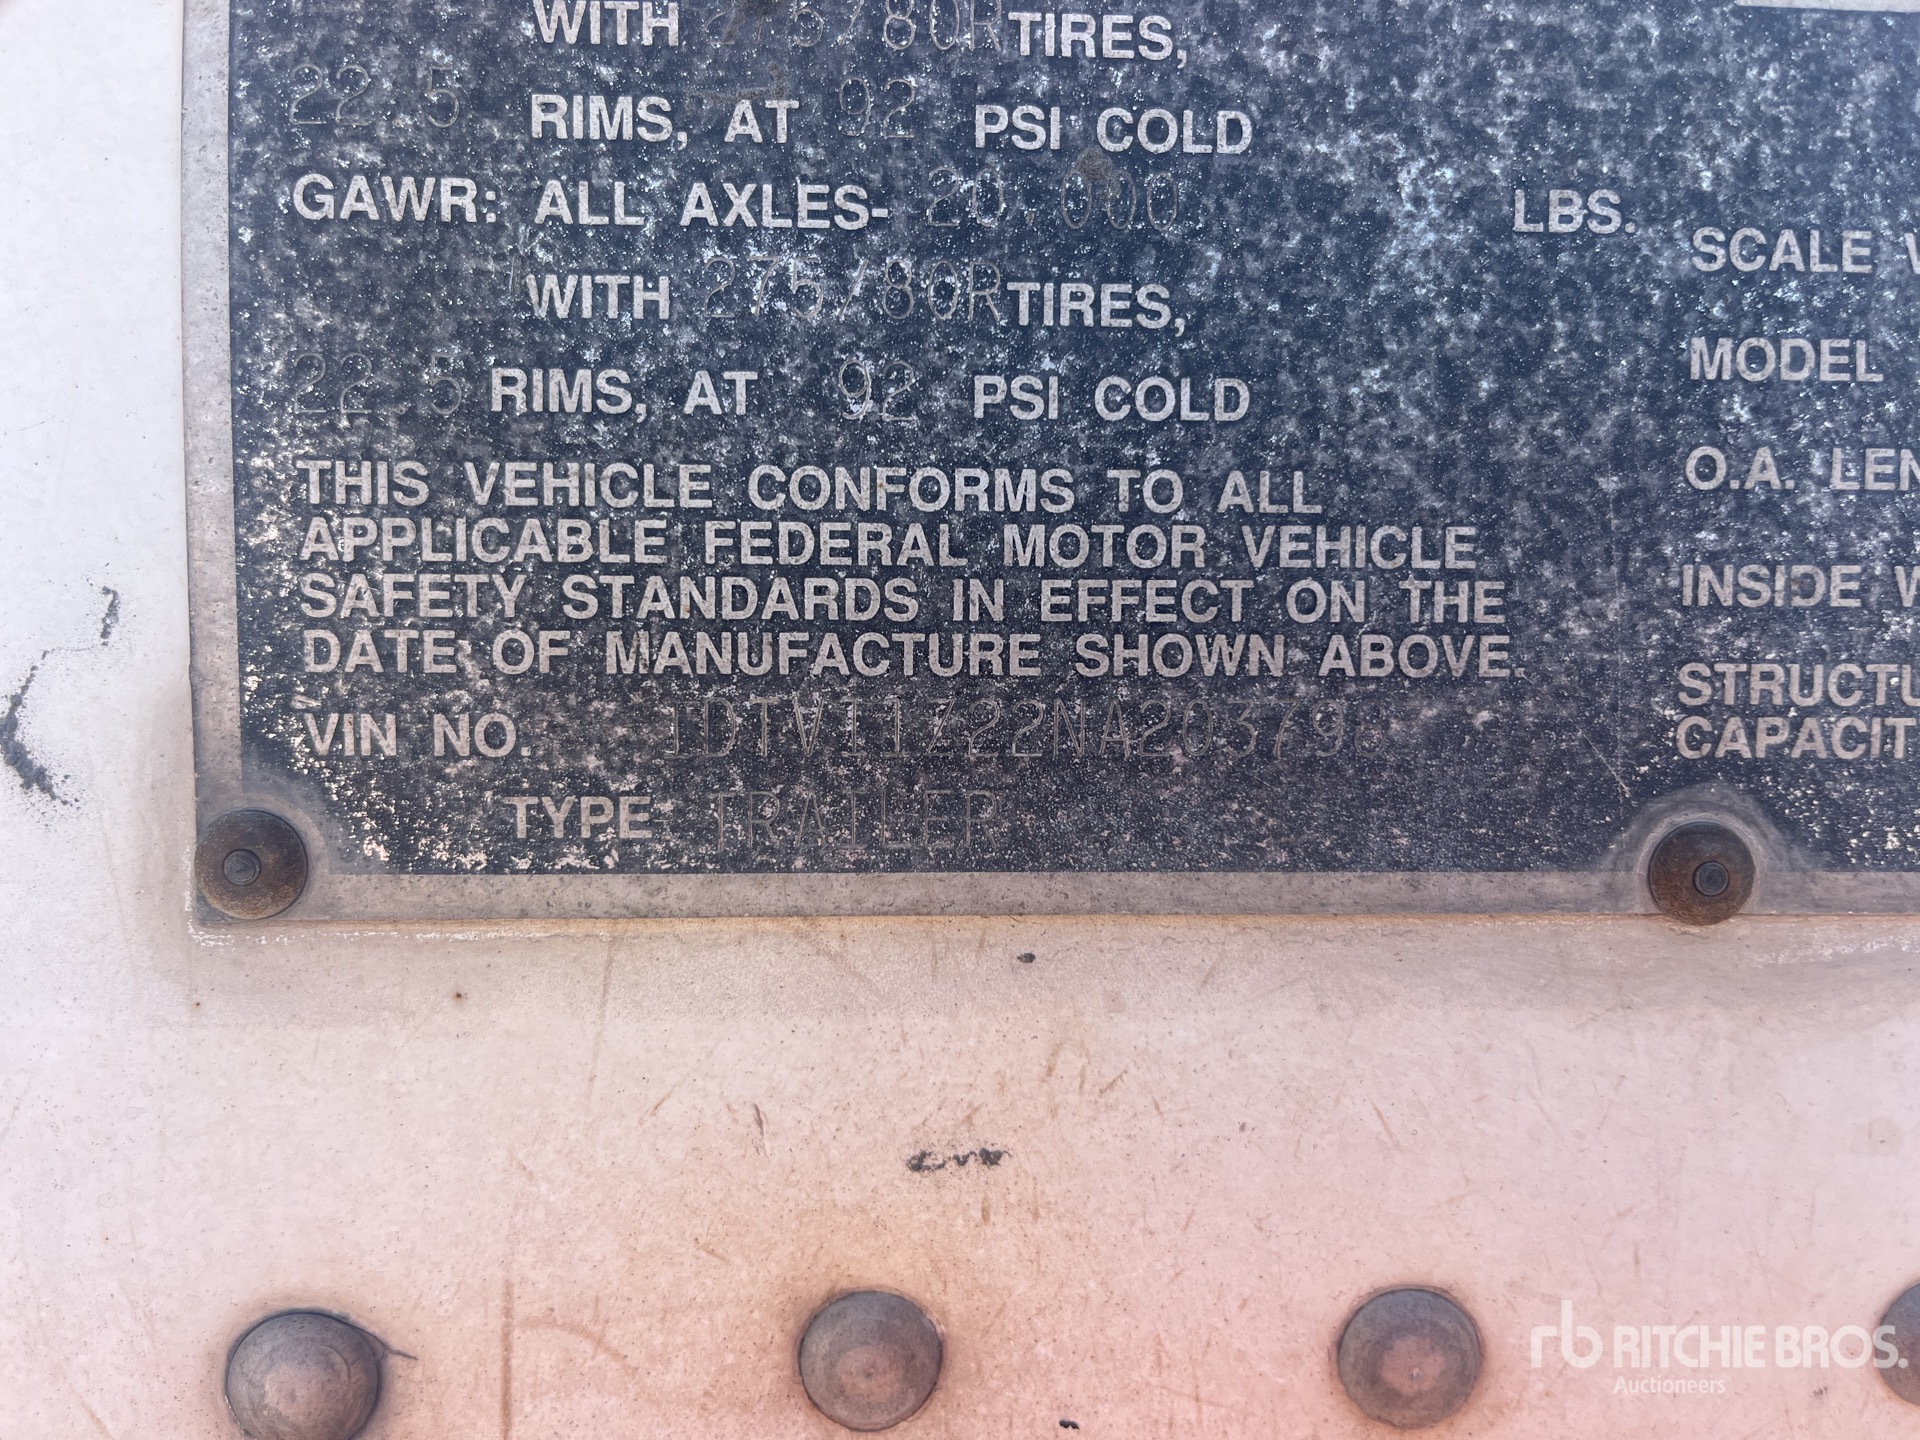 WITH 275/80R TIRES,
22.5 RIMS, AT 92 PSI COLD
GAWR: ALL AXLES- 20,000 LBS.
WITH 275/80R TIRES,
22.5 RIMS, AT 92 PSI COLD
THIS VEHICLE CONFORMS TO ALL
APPLICABLE FEDERAL MOTOR VEHICLE
SAFETY STANDARDS IN EFFECT ON THE
DATE OF MANUFACTURE SHOWN ABOVE.
VIN NO. 1DTV11Z22NA203798
TYPE TRAILER
SCALE
MODEL
O.A. LEN
INSIDE W
STRUCTU
CAPACIT
rb RITCHIE BROS.
Auctioneers